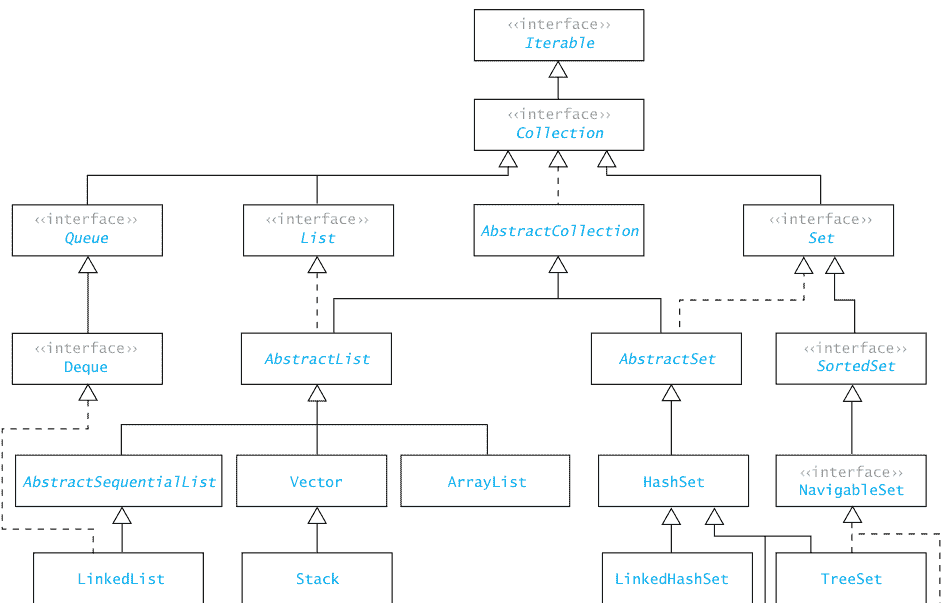 ‹‹interface››
Iterable
‹‹interface››
Collection
‹‹interface››
Queue
‹‹interface››
List
AbstractCollection
‹‹interface››
Set
‹‹interface››
Deque
AbstractList
AbstractSet
‹‹interface››
SortedSet
AbstractSequentialList
Vector
ArrayList
HashSet
‹‹interface››
NavigableSet
LinkedList
Stack
LinkedHashSet
TreeSet